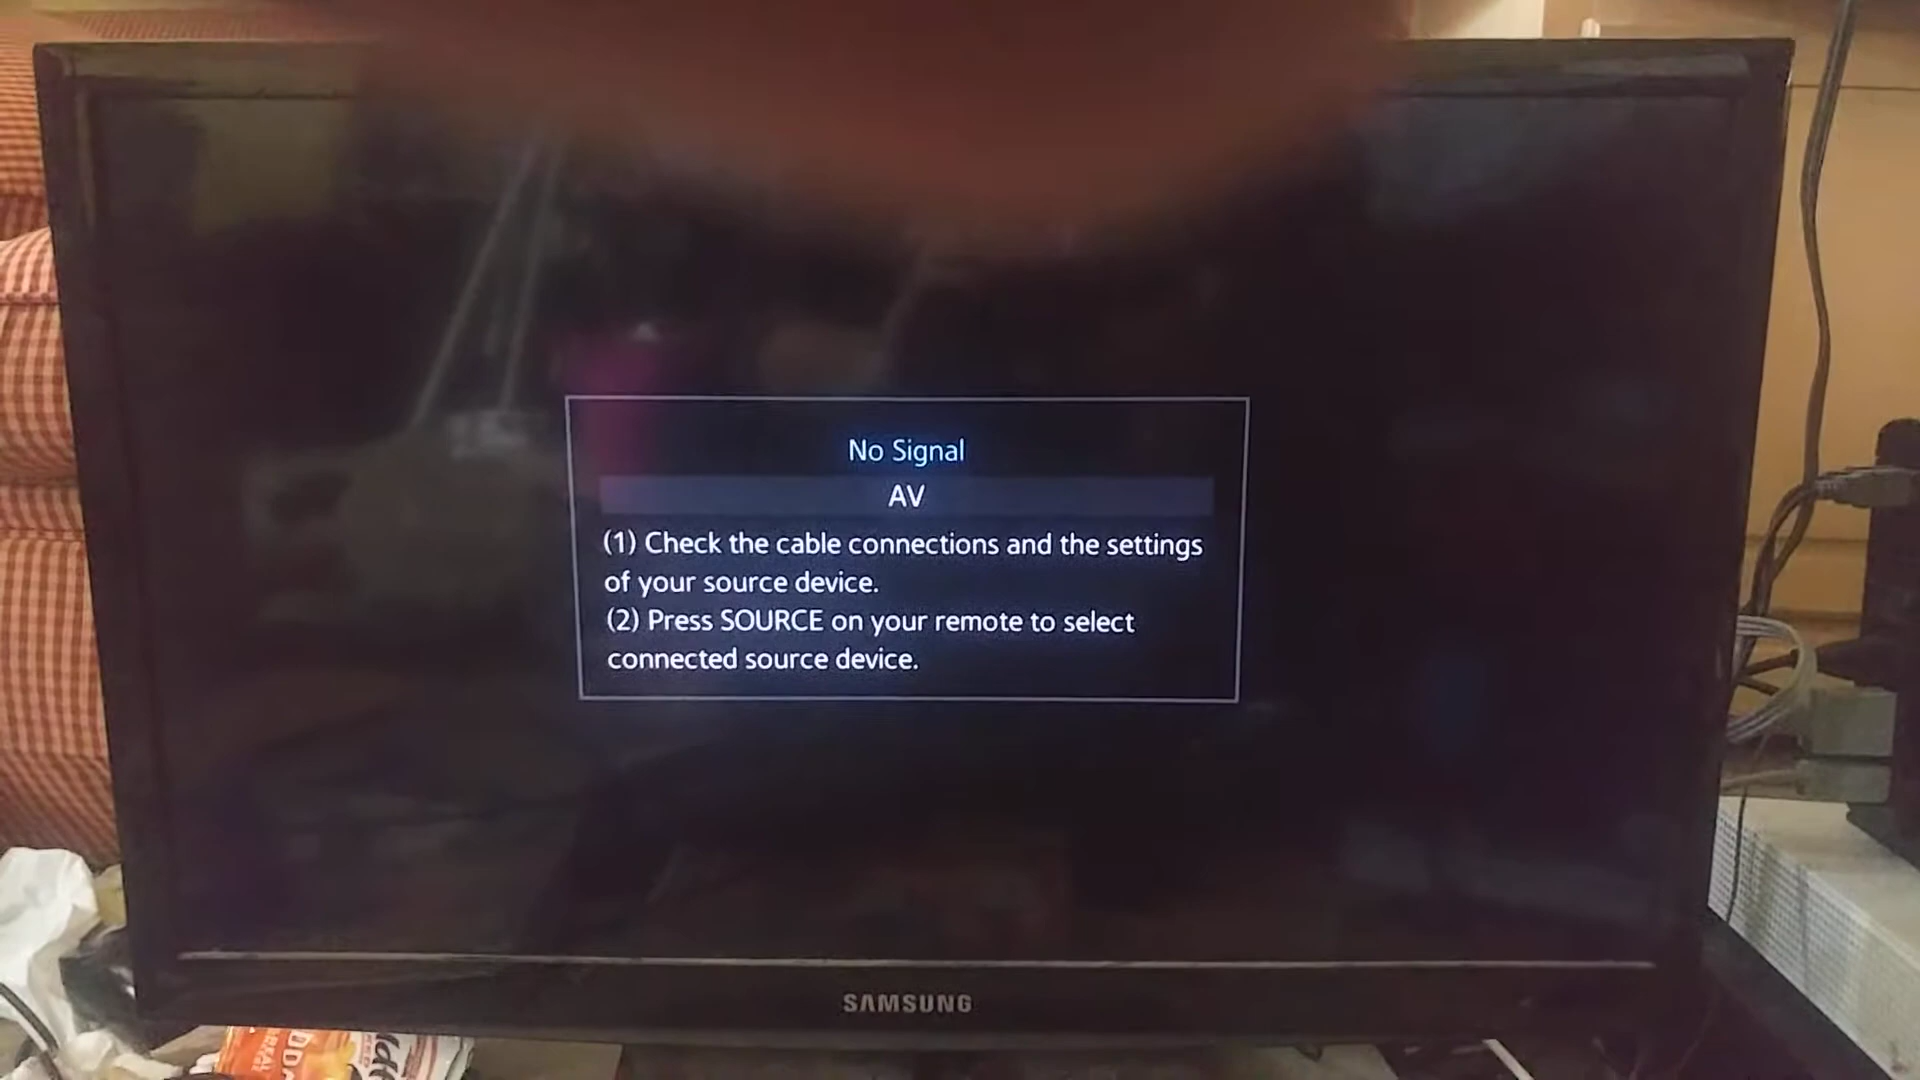 No Signal
AV
(1) Check the cable connections and the settings
of your source device.
(2) Press SOURCE on your remote to select
connected source device.
SAMSUNG